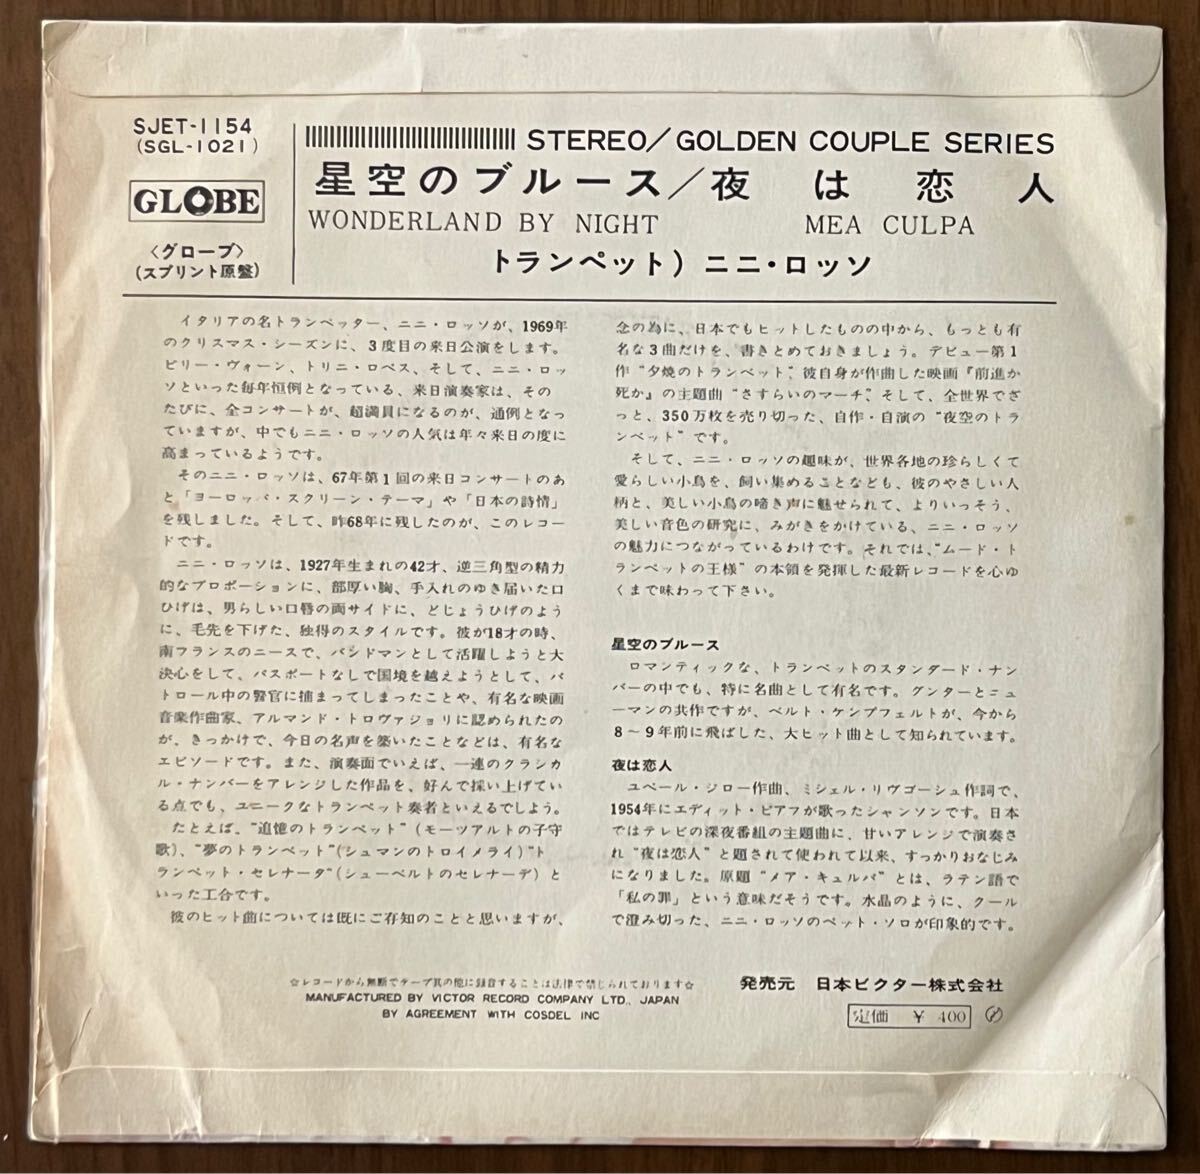 SJET-1154
(SGL-1021)
GLOBE
〈グローブ〉
(スプリント原盤)
STEREO/GOLDEN COUPLE SERIES
星空のブルース/夜は恋人
WONDERLAND BY NIGHT MEA CULPA
トランペット) ニニ・ロッソ
イタリアの名トランペッター、ニニ・ロッソが、1969年
のクリスマス・シーズンに、3度目の来日公演をします。
ビリー・ヴォーン、トリニ・ロペス、そして、ニニ・ロッ
ソといった毎年恒例となっている、来日演奏家は、その
たびに、全コンサートが、超満員になるのが、通例となっ
ていますが、中でもニニ・ロッソの人気は年々来日の度に
高まっているようです。
そのニニ・ロッソは、67年第1回の来日コンサートのあ
と「ヨーロッパ・スクリーン・テーマ」や「日本の詩情」
を残しました。そして、昨68年に残したのが、このレコー
ドです。
ニニ・ロッソは、1927年生まれの42才、逆三角型の精力
的なプロポーションに、部厚い胸、手入れのゆき届いた口
ひげは、男らしい口唇の両サイドに、どじょうひげのよう
に、毛先を下げた、独得のスタイルです。彼が18才の時、
南フランスのニースで、バンドマンとして活躍しようと大
決心をして、パスポートなしで国境を越えようとして、パ
トロール中の警官に捕まってしまったことや、有名な映画
音楽作曲家、アルマンド・トロヴァジョリに認められたの
が、きっかけで、今日の名声を築いたことなどは、有名な
エピソードです。また、演奏面でいえば、一連のクラシカ
ル・ナンバーをアレンジした作品を、好んで採い上げてい
る点でも、ユニークなトランペット奏者といえるでしょう。
たとえば、“追憶のトランペット”(モーツアルトの子守
歌)、“夢のトランペット”(シュマンのトロイメライ)“ト
ランペット・セレナータ”(シューベルトのセレナーデ)と
いった工合です。
彼のヒット曲については既にご存知のことと思いますが、
念の為に、日本でもヒットしたものの中から、もっとも有
名な3曲だけを、書きとめておきましょう。デビュー第1
作“夕焼のトランペット”、彼自身が作曲した映画『前進か
死か』の主題曲“さすらいのマーチ”、そして、全世界でざ
っと、350万枚を売り切った、自作・自演の“夜空のトラ
ンペット”です。
そして、ニニ・ロッソの趣味が、世界各地の珍らしくて
愛らしい小鳥を、飼い集めることなども、彼のやさしい人
柄と、美しい小鳥の啼き声に魅せられて、よりいっそう、
美しい音色の研究に、みがきをかけている、ニニ・ロッソ
の魅力につながっているわけです。それでは、“ムード・ト
ランペットの王様”の本領を発揮した最新レコードを心ゆ
くまで味わって下さい。
星空のブルース
ロマンティックな、トランペットのスタンダード・ナン
バーの中でも、特に名曲として有名です。グンターとニュ
ーマンの共作ですが、ベルト・ケンプフェルトが、今から
8〜9年前に飛ばした、大ヒット曲として知られています。
夜は恋人
ユベール・ジロー作曲、ミシェル・リヴゴーシュ作詞で、
1954年にエディット・ピアフが歌ったシャンソンです。日本
ではテレビの深夜番組の主題曲に、甘いアレンジで演奏さ
れ“夜は恋人”と題されて使われて以来、すっかりおなじみ
になりました。原題“メア・キュルパ”とは、ラテン語で
「私の罪」という意味だそうです。水晶のように、クール
で澄み切った、ニニ・ロッソのペット・ソロが印象的です。
☆レコードから無断でテープ其の他に録音することは法律で禁じられております☆
MANUFACTURED BY VICTOR RECORD COMPANY LTD., JAPAN
BY AGREEMENT WITH COSDEL INC
発売元 日本ビクター株式会社
定価 ¥ 400